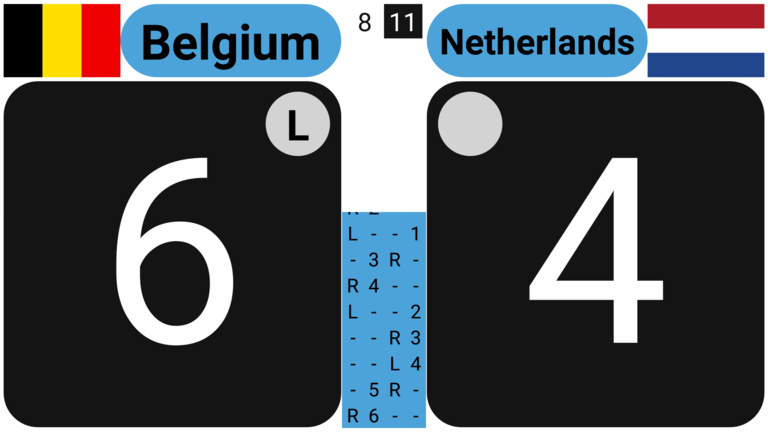 Belgium
8 11
Netherlands
L
6
4
L - - 1
- 3 R -
R 4 - -
L - - 2
- - R 3
- - L 4
- 5 R -
R 6 - -